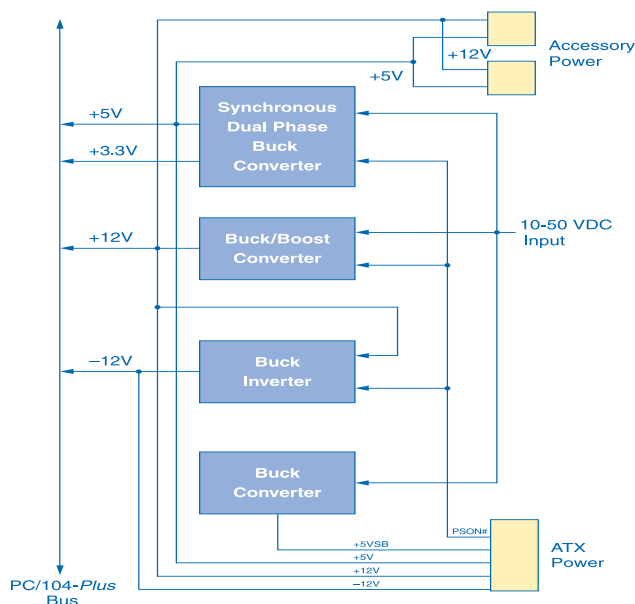 Accessory
Power
+12V
+5V
Synchronous
Dual Phase
Buck
Converter
+5V
+3.3V
10-50 VDC
Input
Buck/Boost
Converter
+12V
Buck
Inverter
–12V
Buck
Converter
PSON#
+5VSB
+5V
+12V
–12V
ATX
Power
PC/104-Plus
Bus